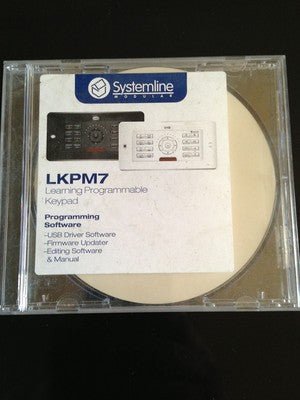 Systemline
MODULAR
LKPM7
Learning Programmable
Keypad
Programming
Software
-USB Driver Software
-Firmware Updater
-Editing Software
& Manual